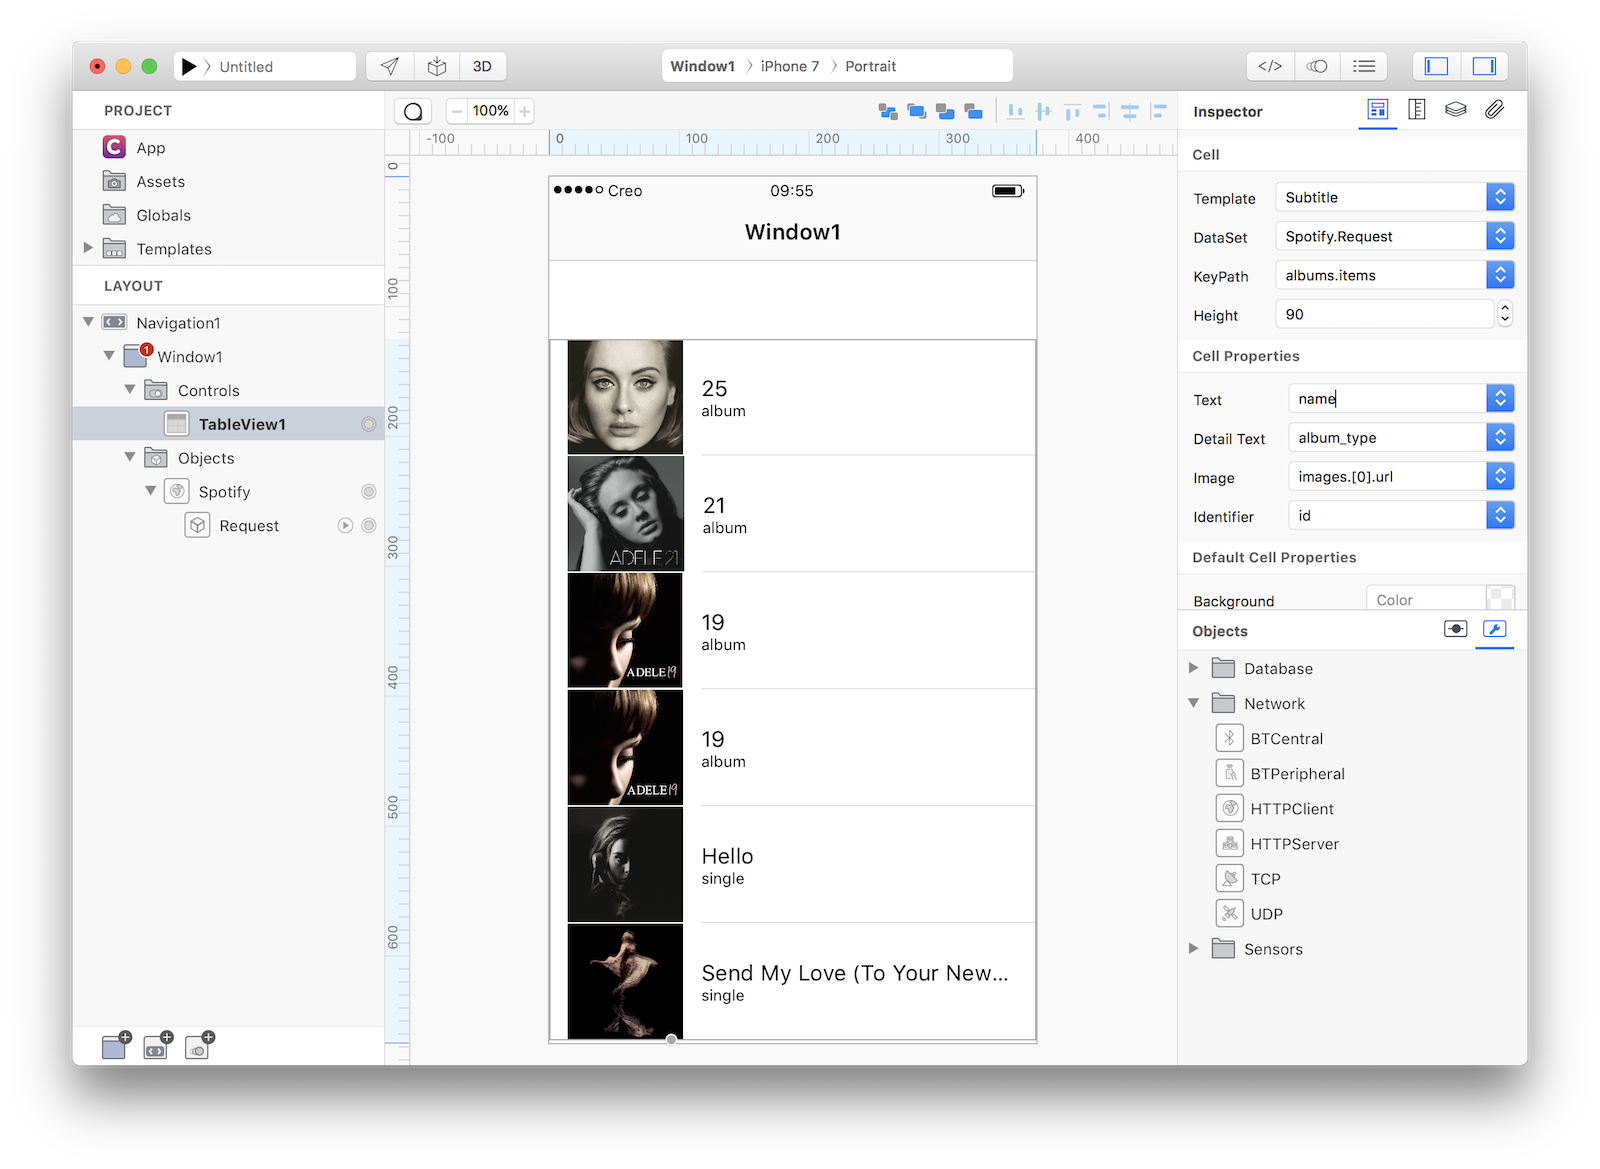 Untitled
3D
Window1 iPhone 7 Portrait
</>
PROJECT
App
Assets
Globals
Templates
LAYOUT
Navigation1
1
Window1
Controls
TableView1
Objects
Spotify
Request
100%
-100 0 100 200 300 400
0
100
200
300
400
500
600
Creo 09:55
Window1
25
album
ADELE 21
21
album
ADELE 19
19
album
ADELE 19
19
album
Hello
single
Send My Love (To Your New...
single
Inspector
Cell
Template Subtitle
DataSet Spotify.Request
KeyPath albums.items
Height 90
Cell Properties
Text name
Detail Text album_type
Image images.[0].url
Identifier id
Default Cell Properties
Background Color
Objects
Database
Network
BTCentral
BTPeripheral
HTTPClient
HTTPServer
TCP
UDP
Sensors